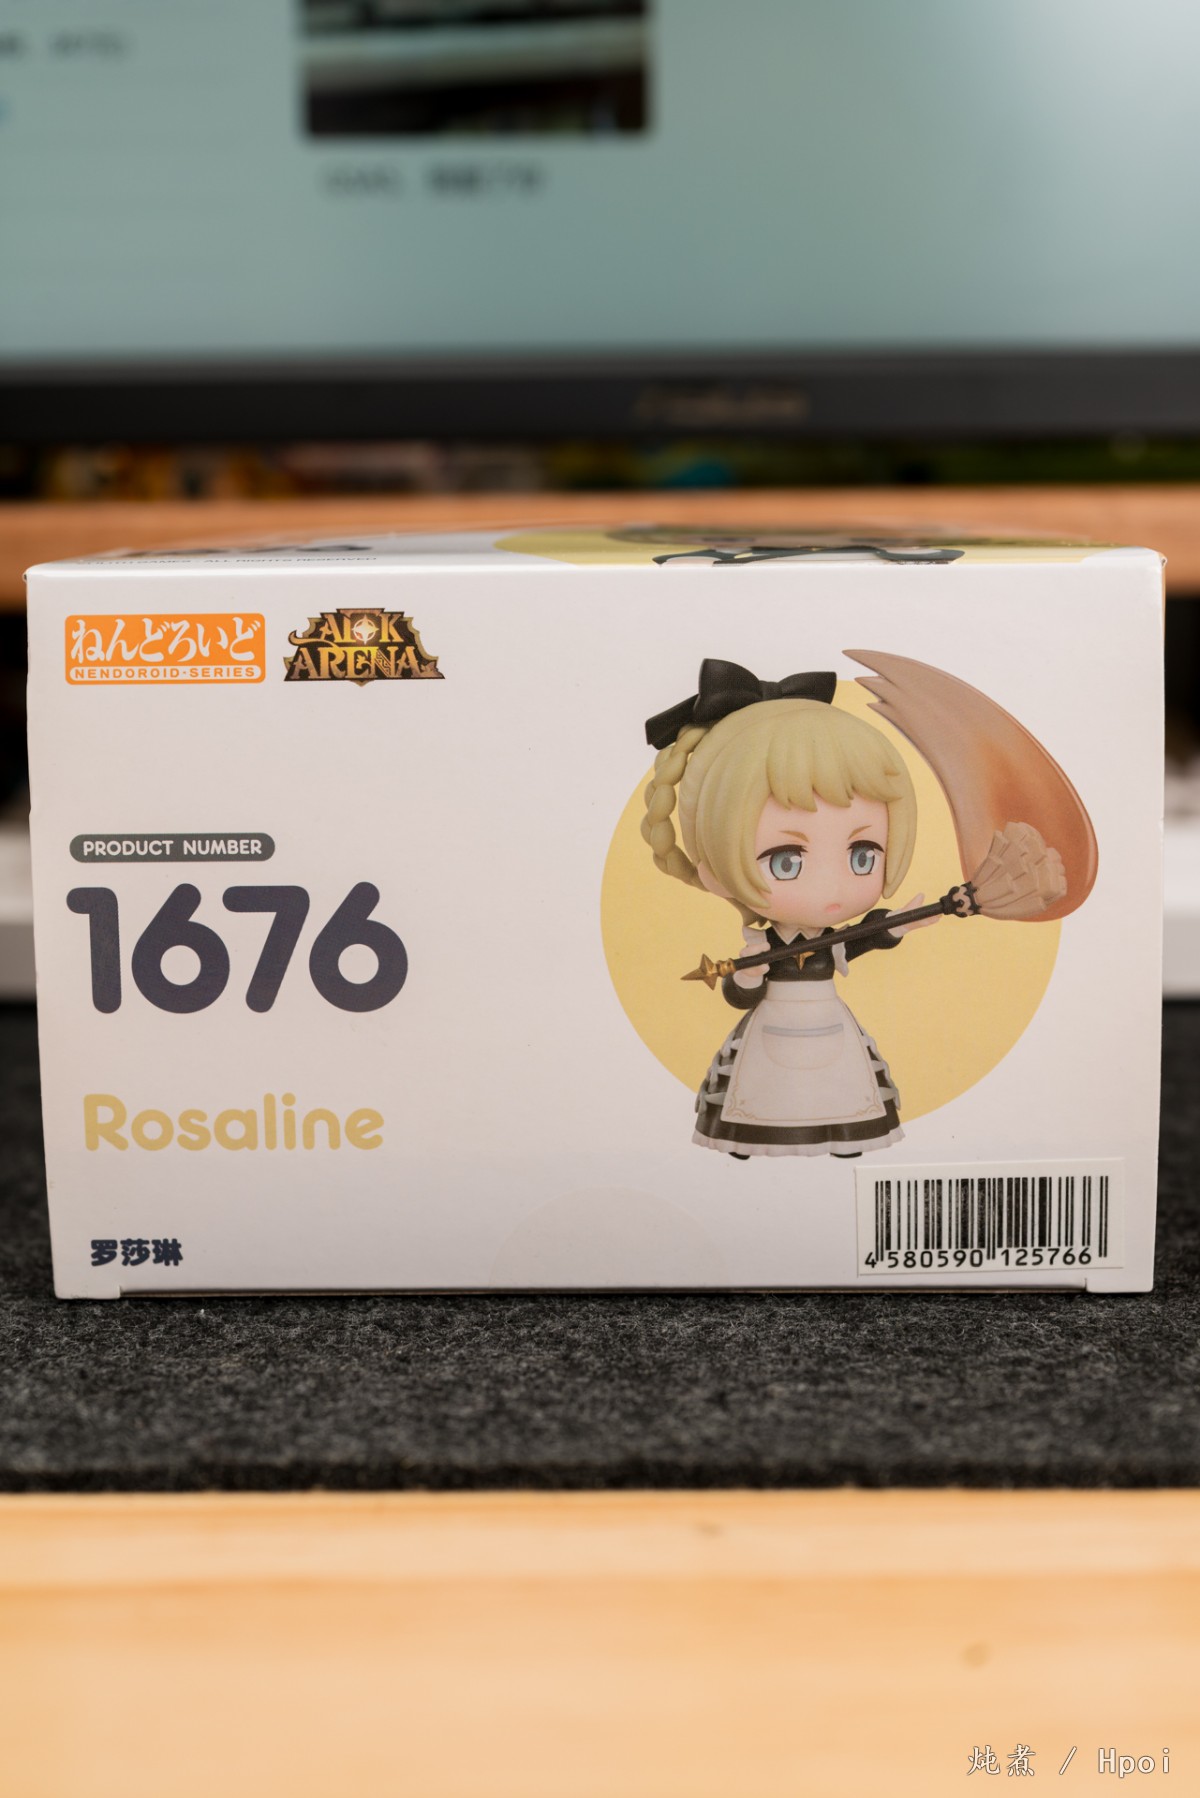 ねんどろいど
NENDOROID-SERIES
AFK
ARENA
PRODUCT NUMBER
1676
Rosaline
罗莎琳
4 580590 125766
炖煮 / Hpoi